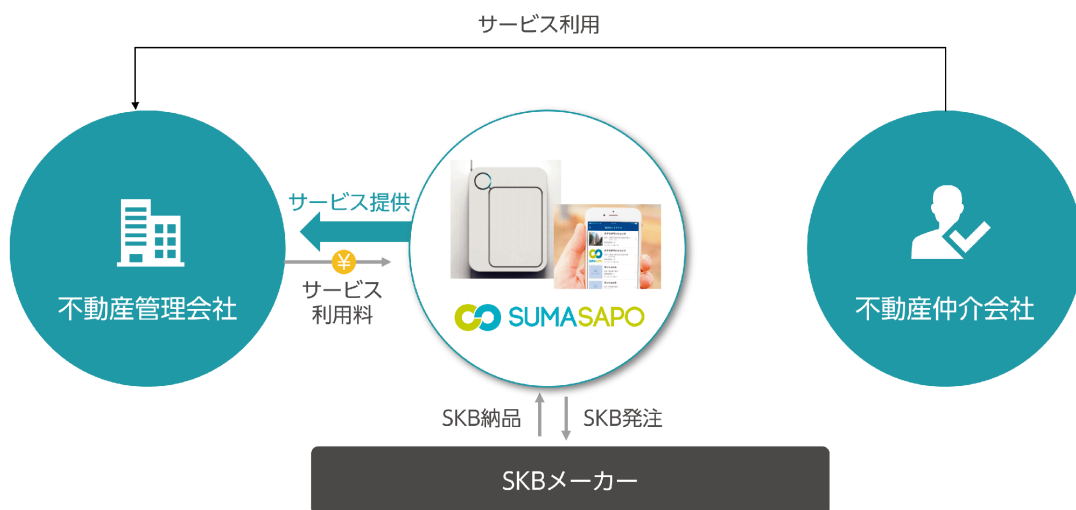 サービス利用
サービス提供
¥
サービス
利用料
不動産管理会社
SUMASAPO
不動産仲介会社
SKB納品
SKB発注
SKBメーカー